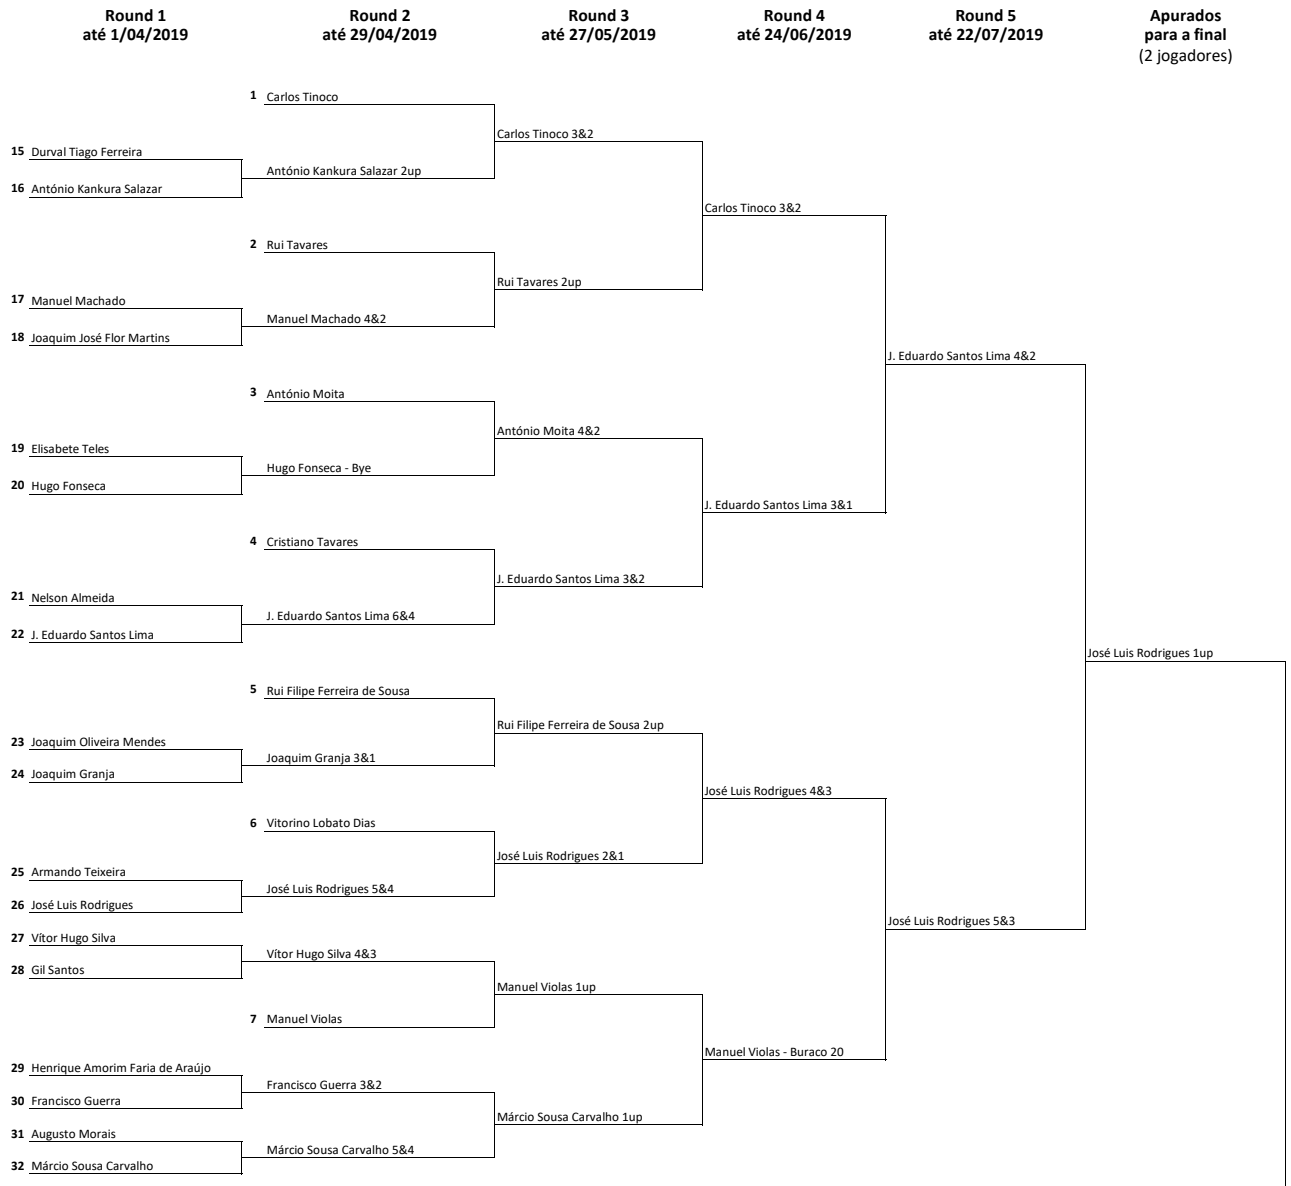 Round 1
até 1/04/2019
Round 2
até 29/04/2019
Round 3
até 27/05/2019
Round 4
até 24/06/2019
Round 5
até 22/07/2019
Apurados
para a final
(2 jogadores)
1 Carlos Tinoco
Carlos Tinoco 3&2
15 Durval Tiago Ferreira
António Kankura Salazar 2up
16 António Kankura Salazar
Carlos Tinoco 3&2
2 Rui Tavares
Rui Tavares 2up
17 Manuel Machado
Manuel Machado 4&2
18 Joaquim José Flor Martins
J. Eduardo Santos Lima 4&2
3 António Moita
António Moita 4&2
19 Elisabete Teles
Hugo Fonseca - Bye
20 Hugo Fonseca
J. Eduardo Santos Lima 3&1
4 Cristiano Tavares
J. Eduardo Santos Lima 3&2
21 Nelson Almeida
J. Eduardo Santos Lima 6&4
22 J. Eduardo Santos Lima
José Luis Rodrigues 1up
5 Rui Filipe Ferreira de Sousa
Rui Filipe Ferreira de Sousa 2up
23 Joaquim Oliveira Mendes
Joaquim Granja 3&1
24 Joaquim Granja
José Luis Rodrigues 4&3
6 Vitorino Lobato Dias
José Luis Rodrigues 2&1
25 Armando Teixeira
José Luis Rodrigues 5&4
26 José Luis Rodrigues
José Luis Rodrigues 5&3
27 Vítor Hugo Silva
Vítor Hugo Silva 4&3
28 Gil Santos
Manuel Violas 1up
7 Manuel Violas
Manuel Violas - Buraco 20
29 Henrique Amorim Faria de Araújo
Francisco Guerra 3&2
30 Francisco Guerra
Márcio Sousa Carvalho 1up
31 Augusto Morais
Márcio Sousa Carvalho 5&4
32 Márcio Sousa Carvalho